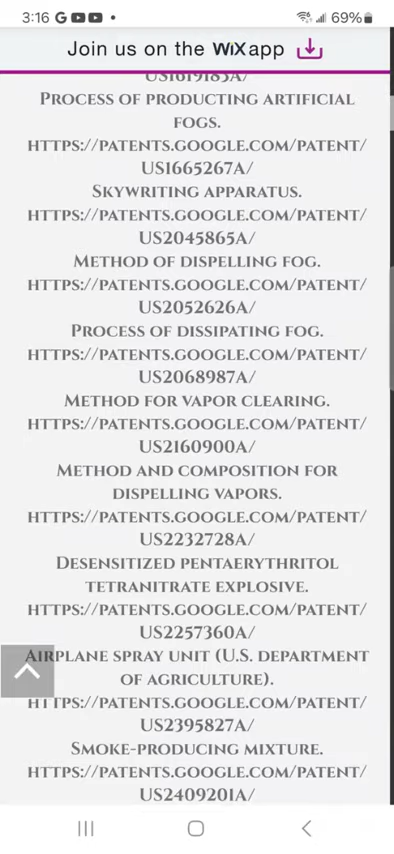 3:16 G
69%
Join us on the WiX app
US1619183A/
Process of producting artificial
fogs.
https://patents.google.com/patent/
US1665267A/
Skywriting apparatus.
https://patents.google.com/patent/
US2045865A/
Method of dispelling fog.
https://patents.google.com/patent/
US2052626A/
Process of dissipating fog.
https://patents.google.com/patent/
US2068987A/
Method for vapor clearing.
https://patents.google.com/patent/
US2160900A/
Method and composition for
dispelling vapors.
https://patents.google.com/patent/
US2232728A/
Desensitized pentaerythritol
tetranitrate explosive.
https://patents.google.com/patent/
US2257360A/
Airplane spray unit (U.S. Department
of Agriculture).
https://patents.google.com/patent/
US2395827A/
Smoke-producing mixture.
https://patents.google.com/patent/
US2409201A/